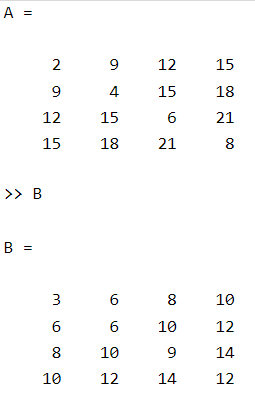 A =
2 9 12 15
9 4 15 18
12 15 6 21
15 18 21 8
>> B
B =
3 6 8 10
6 6 10 12
8 10 9 14
10 12 14 12